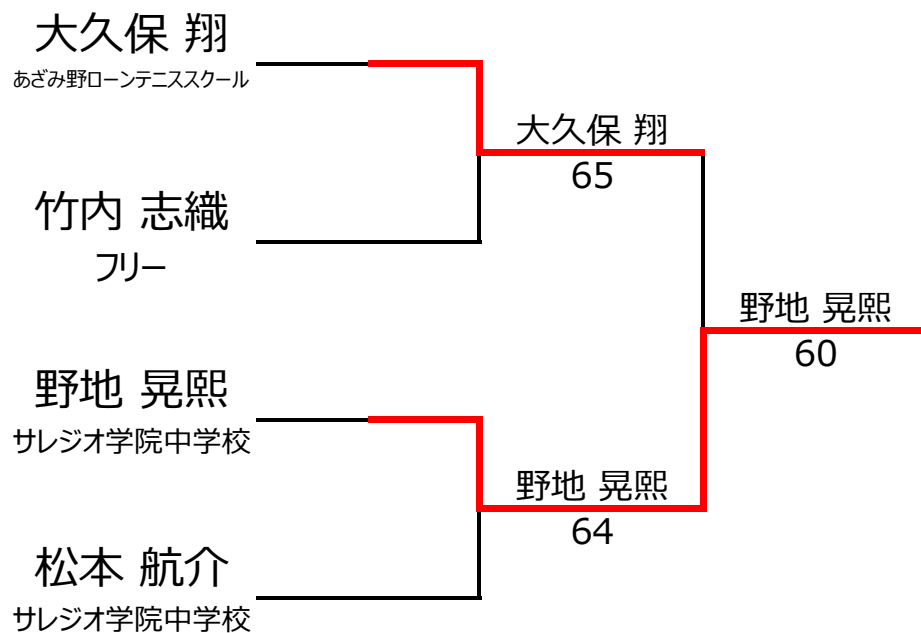 大久保 翔
あざみ野ローンテニススクール
大久保 翔
65
竹内 志織
フリー
野地 晃熙
60
野地 晃熙
サレジオ学院中学校
野地 晃熙
64
松本 航介
サレジオ学院中学校